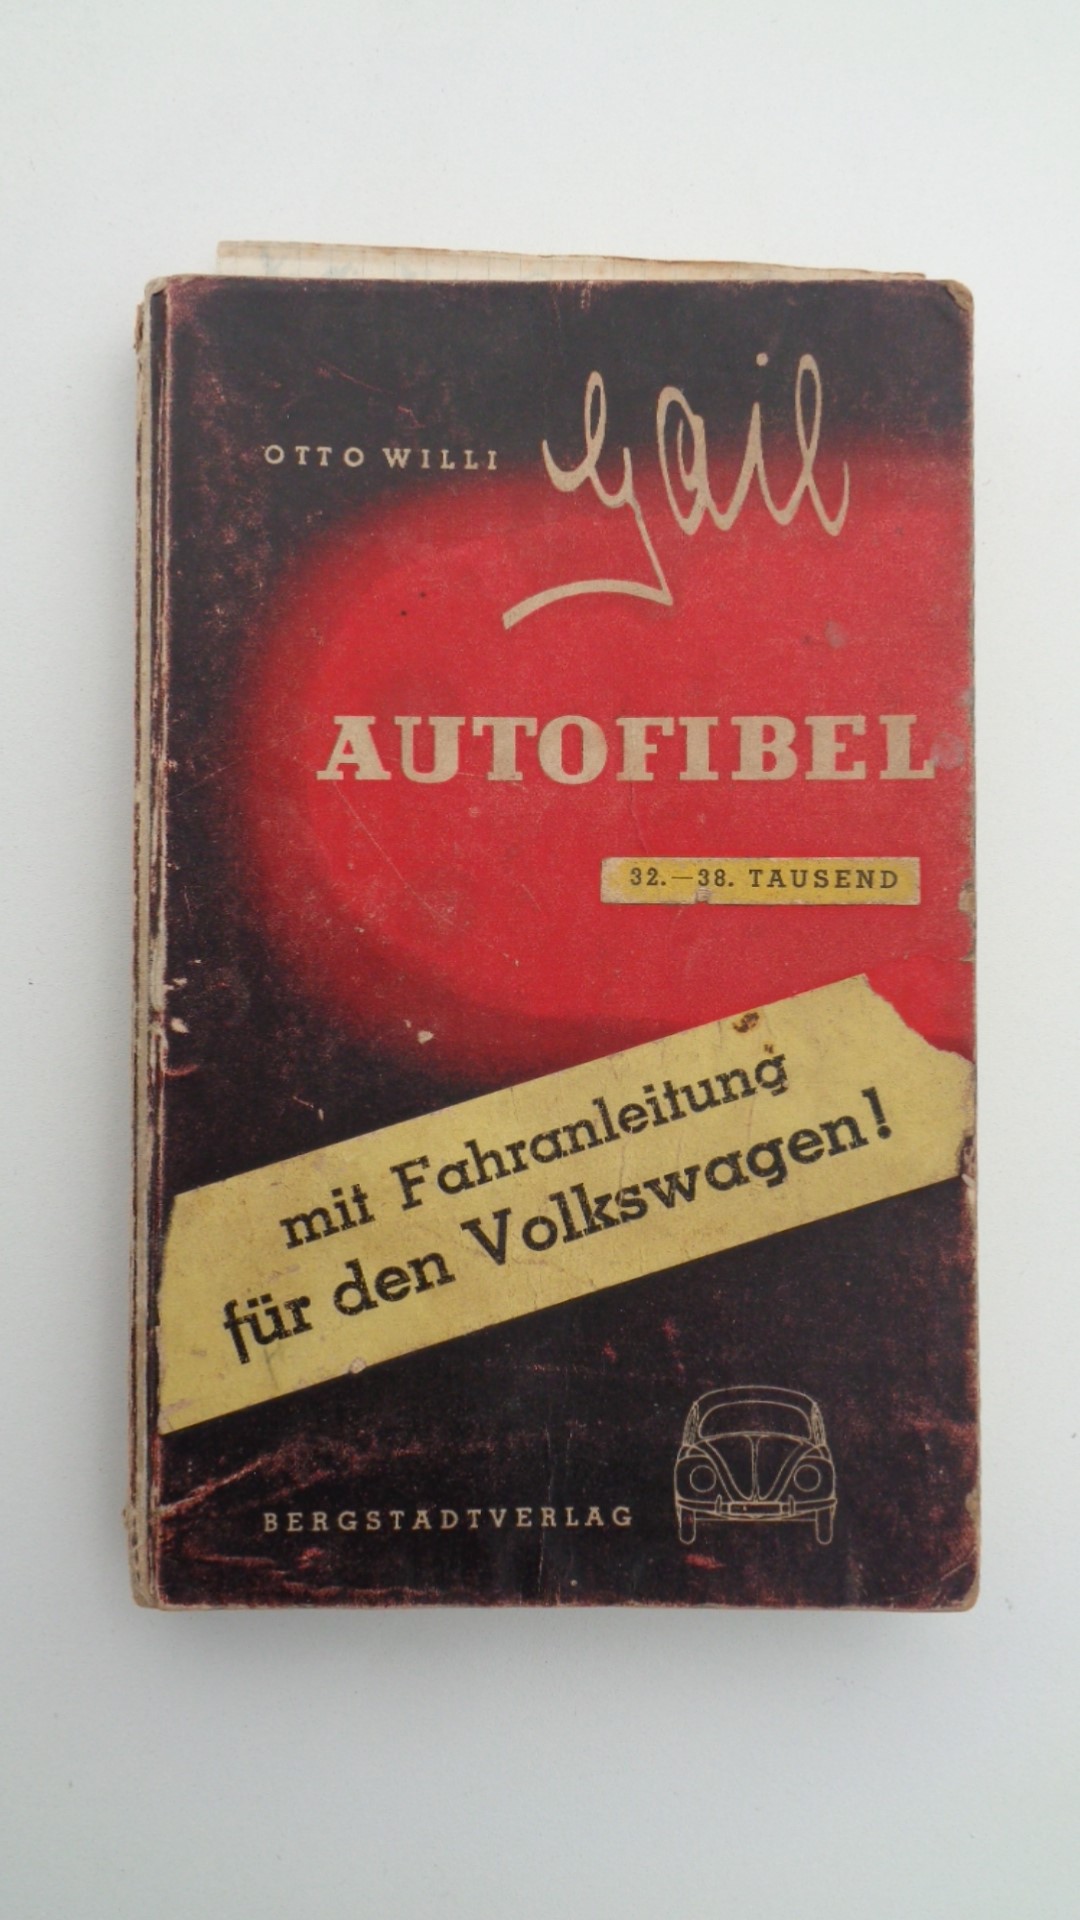 OTTO WILLI Gail
AUTOFIBEL
32.—38. TAUSEND
mit Fahranleitung
für den Volkswagen!
BERGSTADTVERLAG